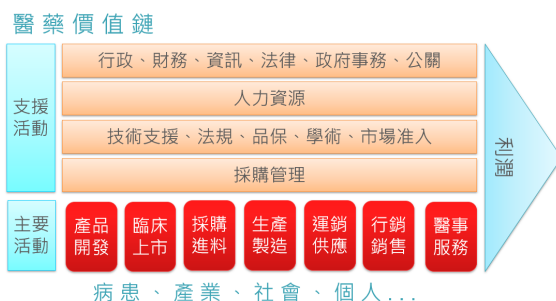 醫藥價值鏈
支援
活動
行政、財務、資訊、法律、政府事務、公關
人力資源
技術支援、法規、品保、學術、市場准入
採購管理
利潤
主要
活動
產品
開發
臨床
上市
採購
進料
生產
製造
運銷
供應
行銷
銷售
醫事
服務
病患、產業、社會、個人...